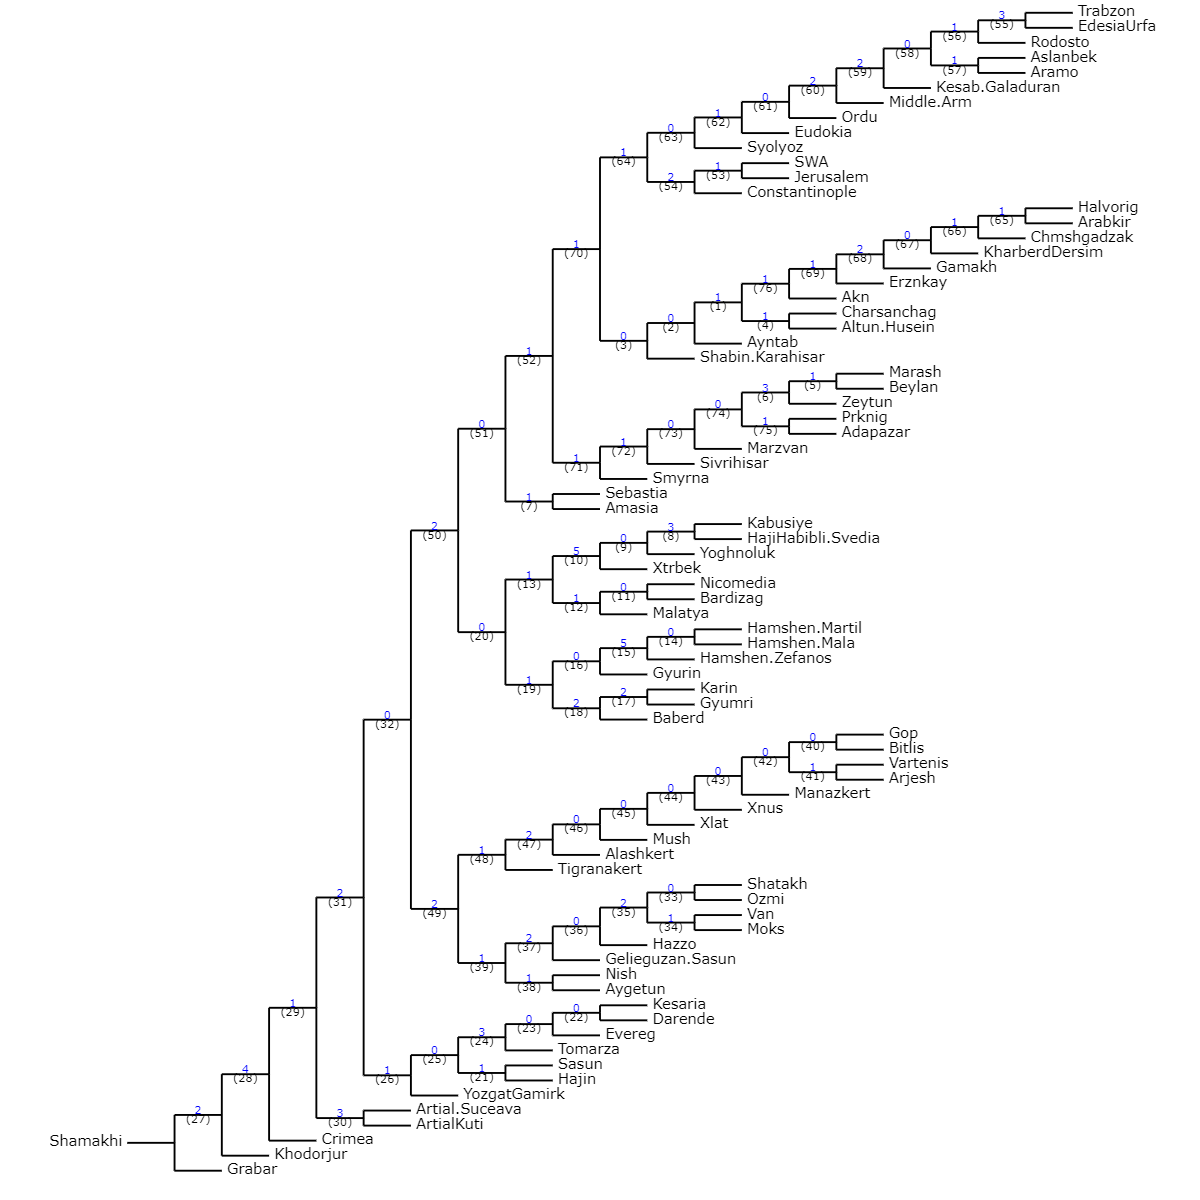 Trabzon
3
(55)
EdesiaUrfa
1
(56)
Rodosto
0
(58)
Aslanbek
1
(57)
Aramo
2
(59)
Kesab.Galaduran
2
(60)
Middle.Arm
0
(61)
Ordu
1
(62)
Eudokia
0
(63)
Syolyoz
1
(64)
SWA
1
(53)
Jerusalem
2
(54)
Constantinople
Halvorig
1
(65)
Arabkir
1
(66)
Chmshgadzak
0
(67)
KharberdDersim
1
(70)
2
(68)
Gamakh
1
(69)
Erznkay
1
(76)
Akn
1
(1)
Charsanchag
1
(4)
Altun.Husein
0
(2)
Ayntab
0
(3)
Shabin.Karahisar
1
(52)
Marash
1
(5)
Beylan
3
(6)
Zeytun
0
(74)
Prknig
1
(75)
Adapazar
0
(51)
0
(73)
Marzvan
1
(72)
Sivrihisar
1
(71)
Smyrna
Sebastia
1
(7)
Amasia
2
(50)
Kabusiye
3
(8)
HajiHabibli.Svedia
0
(9)
Yoghnoluk
5
(10)
Xtrbek
1
(13)
Nicomedia
0
(11)
Bardizag
1
(12)
Malatya
0
(20)
Hamshen.Martil
0
(14)
Hamshen.Mala
5
(15)
Hamshen.Zefanos
0
(16)
Gyurin
1
(19)
Karin
2
(17)
Gyumri
2
(18)
Baberd
0
(32)
Gop
0
(40)
Bitlis
0
(42)
Vartenis
1
(41)
Arjesh
0
(43)
Manazkert
0
(44)
Xnus
0
(45)
Xlat
0
(46)
Mush
2
(47)
Alashkert
1
(48)
Tigranakert
2
(31)
2
(49)
Shatakh
0
(33)
Ozmi
2
(35)
Van
1
(34)
Moks
0
(36)
Hazzo
2
(37)
Gelieguzan.Sasun
1
(39)
Nish
1
(38)
Aygetun
1
(29)
Kesaria
0
(22)
Darende
0
(23)
Evereg
3
(24)
Tomarza
0
(25)
Sasun
1
(21)
Hajin
4
(28)
1
(26)
YozgatGamirk
2
(27)
Artial.Suceava
3
(30)
ArtialKuti
Shamakhi
Crimea
Khodorjur
Grabar